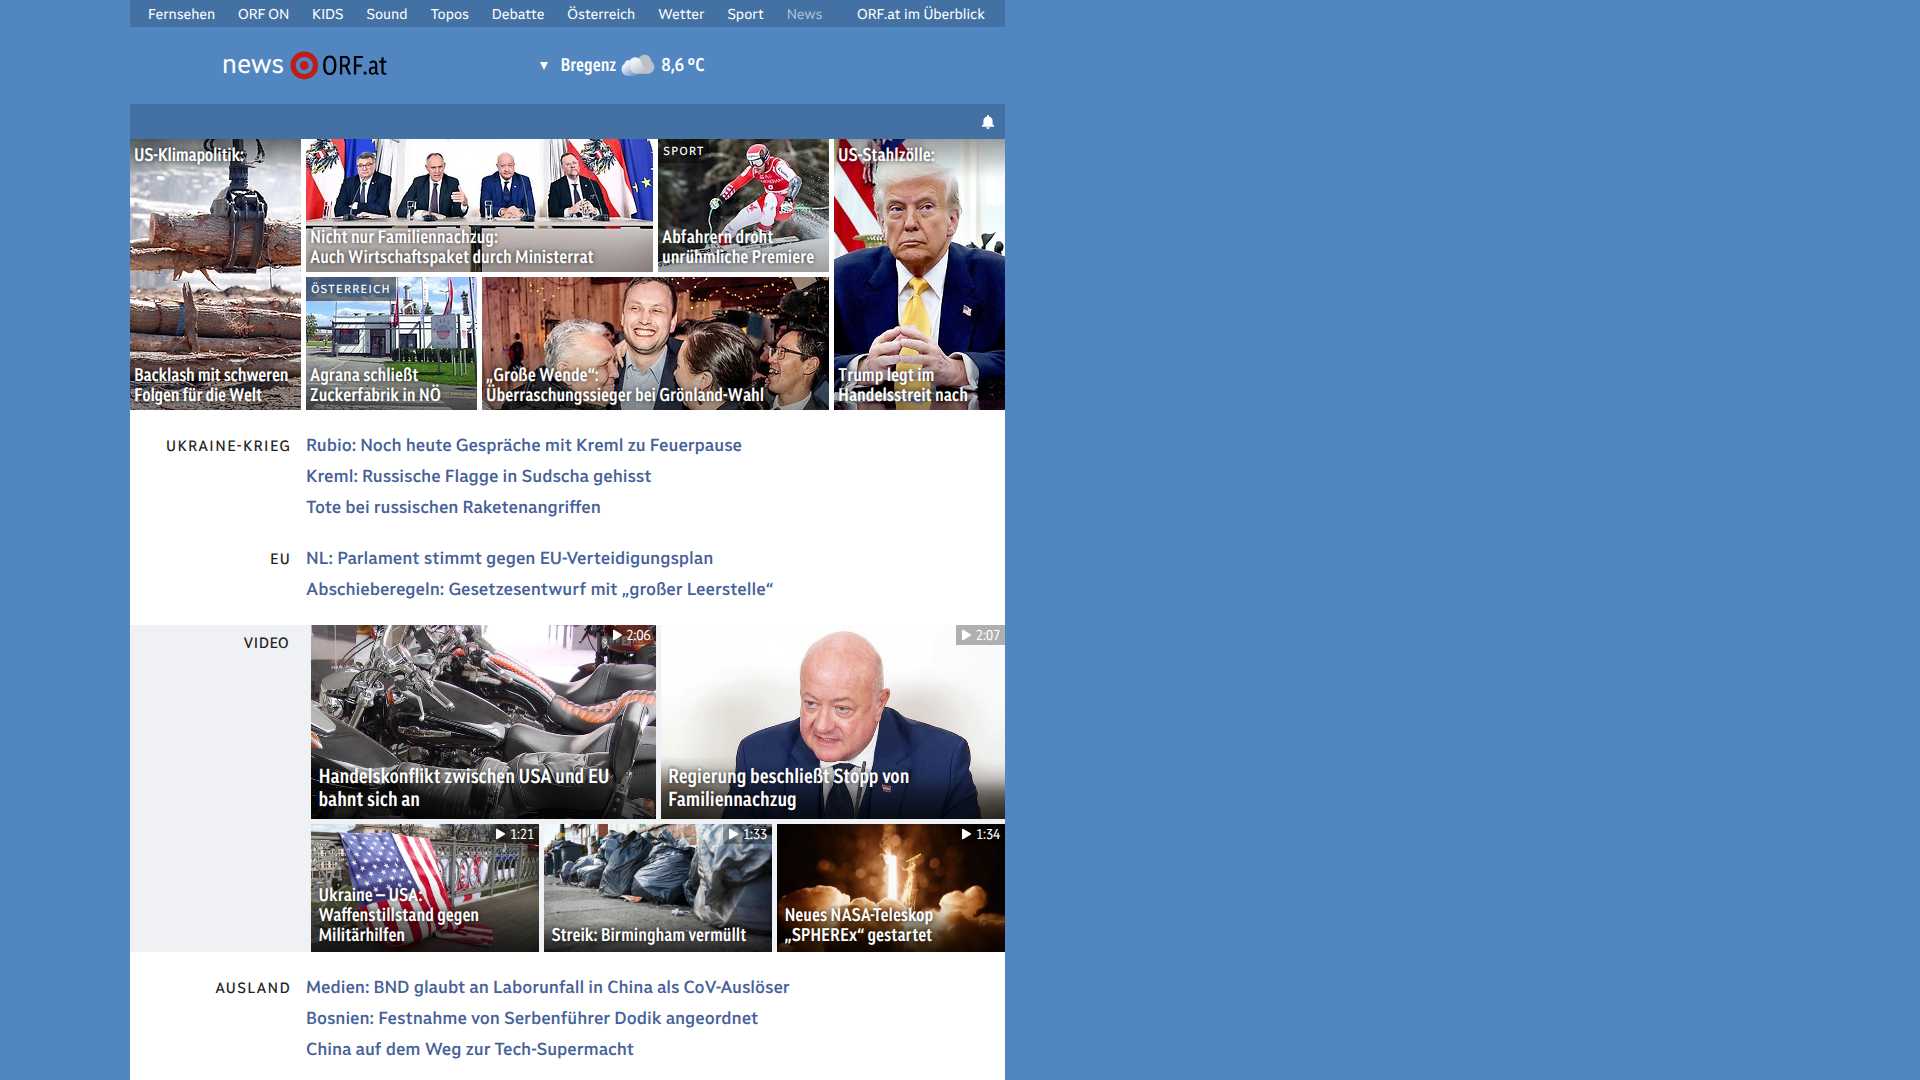 Fernsehen ORF ON KIDS Sound Topos Debatte Österreich Wetter Sport News ORF.at im Überblick
news ORF.at
▼ Bregenz 8,6 °C
US-Klimapolitik:
Backlash mit schweren
Folgen für die Welt
Nicht nur Familiennachzug:
Auch Wirtschaftspaket durch Ministerrat
SPORT
Abfahrern droht
unrühmliche Premiere
US-Stahlzölle:
Trump legt im
Handelsstreit nach
ÖSTERREICH
Agrana schließt
Zuckerfabrik in NÖ
„Große Wende“:
Überraschungssieger bei Grönland-Wahl
UKRAINE-KRIEG
Rubio: Noch heute Gespräche mit Kreml zu Feuerpause
Kreml: Russische Flagge in Sudscha gehisst
Tote bei russischen Raketenangriffen
EU
NL: Parlament stimmt gegen EU-Verteidigungsplan
Abschieberegeln: Gesetzesentwurf mit „großer Leerstelle“
VIDEO
2:06
Handelskonflikt zwischen USA und EU
bahnt sich an
2:07
Regierung beschließt Stopp von
Familiennachzug
1:21
Ukraine – USA:
Waffenstillstand gegen
Militärhilfen
1:33
Streik: Birmingham vermüllt
1:34
Neues NASA-Teleskop
„SPHEREx“ gestartet
AUSLAND
Medien: BND glaubt an Laborunfall in China als CoV-Auslöser
Bosnien: Festnahme von Serbenführer Dodik angeordnet
China auf dem Weg zur Tech-Supermacht